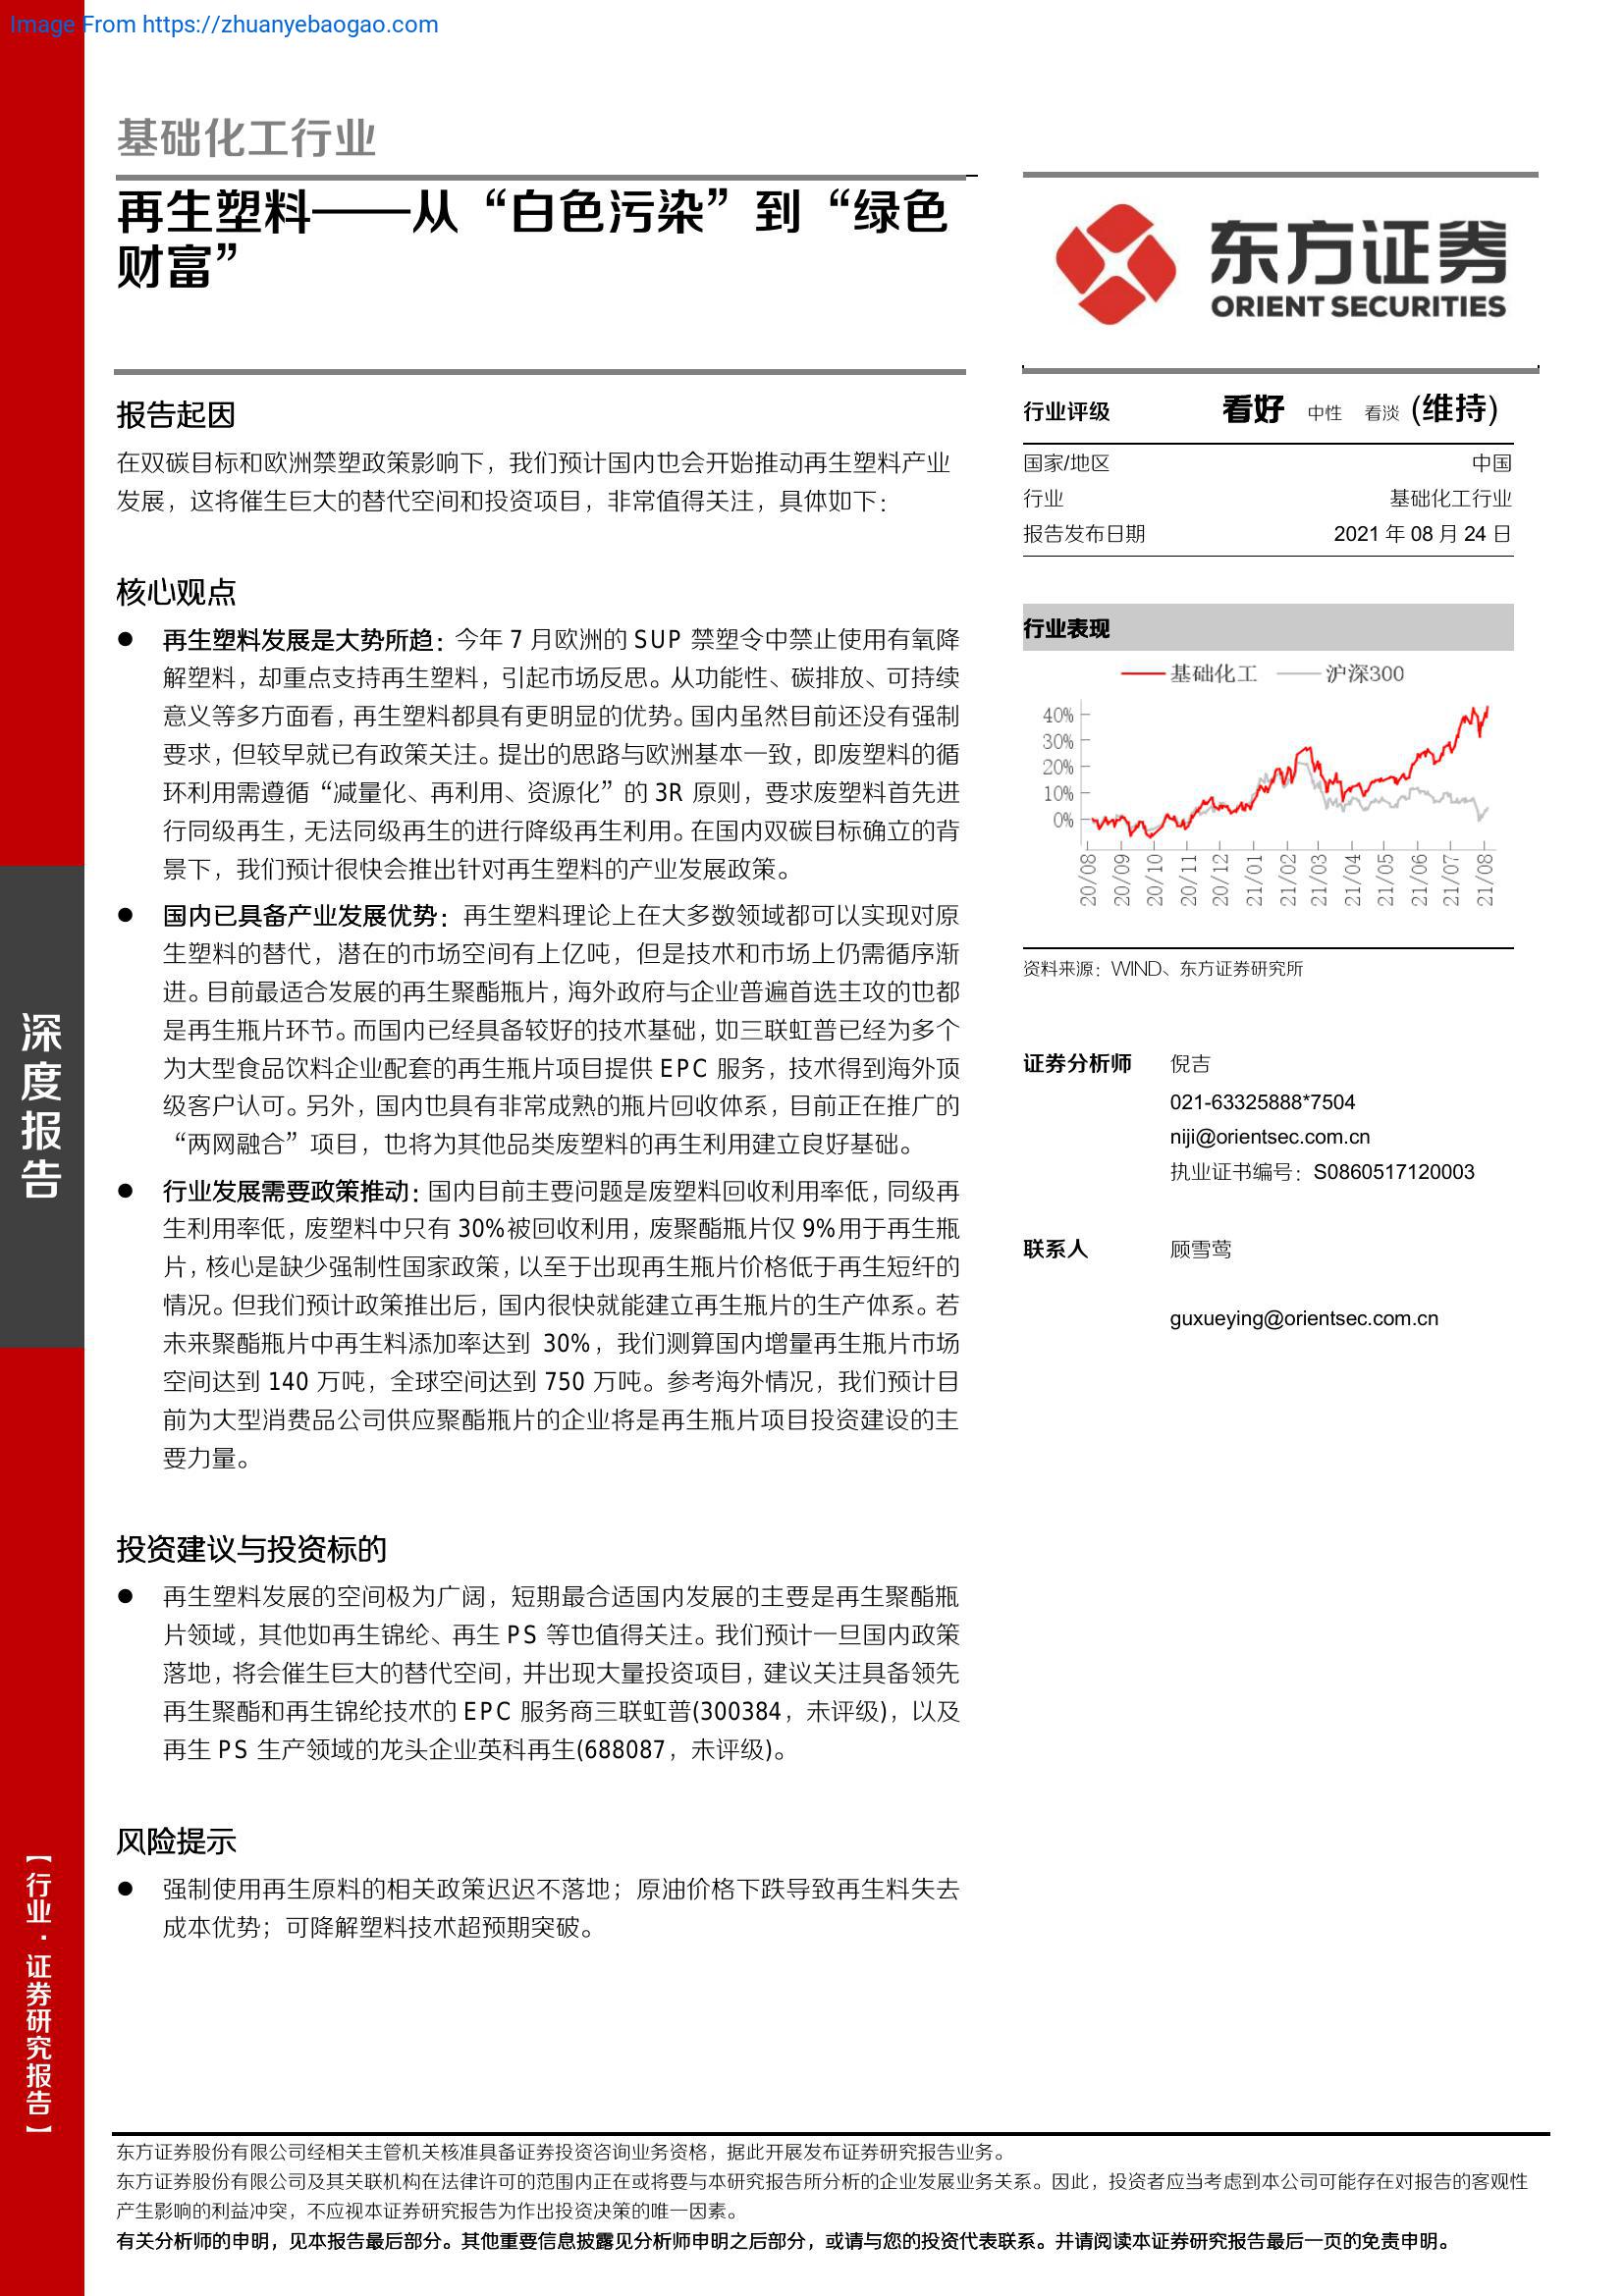 Image From https://zhuanyebaogao.com
基础化工行业
再生塑料——从“白色污染”到“绿色
财富”
东方证券
ORIENT SECURITIES
报告起因
在双碳目标和欧洲禁塑政策影响下，我们预计国内也会开始推动再生塑料产业
发展，这将催生巨大的替代空间和投资项目，非常值得关注，具体如下：
核心观点
● 再生塑料发展是大势所趋：今年 7 月欧洲的 SUP 禁塑令中禁止使用有氧降
解塑料，却重点支持再生塑料，引起市场反思。从功能性、碳排放、可持续
意义等多方面看，再生塑料都具有更明显的优势。国内虽然目前还没有强制
要求，但较早就已有政策关注。提出的思路与欧洲基本一致，即废塑料的循
环利用需遵循“减量化、再利用、资源化”的 3R 原则，要求废塑料首先进
行同级再生，无法同级再生的进行降级再生利用。在国内双碳目标确立的背
景下，我们预计很快会推出针对再生塑料的产业发展政策。
● 国内已具备产业发展优势：再生塑料理论上在大多数领域都可以实现对原
生塑料的替代，潜在的市场空间有上亿吨，但是技术和市场上仍需循序渐
进。目前最适合发展的再生聚酯瓶片，海外政府与企业普遍首选主攻的也都
是再生瓶片环节。而国内已经具备较好的技术基础，如三联虹普已经为多个
为大型食品饮料企业配套的再生瓶片项目提供 EPC 服务，技术得到海外顶
级客户认可。另外，国内也具有非常成熟的瓶片回收体系，目前正在推广的
“两网融合”项目，也将为其他品类废塑料的再生利用建立良好基础。
● 行业发展需要政策推动：国内目前主要问题是废塑料回收利用率低，同级再
生利用率低，废塑料中只有 30%被回收利用，废聚酯瓶片仅 9%用于再生瓶
片，核心是缺少强制性国家政策，以至于出现再生瓶片价格低于再生短纤的
情况。但我们预计政策推出后，国内很快就能建立再生瓶片的生产体系。若
未来聚酯瓶片中再生料添加率达到 30%，我们测算国内增量再生瓶片市场
空间达到 140 万吨，全球空间达到 750 万吨。参考海外情况，我们预计目
前为大型消费品公司供应聚酯瓶片的企业将是再生瓶片项目投资建设的主
要力量。
投资建议与投资标的
● 再生塑料发展的空间极为广阔，短期最合适国内发展的主要是再生聚酯瓶
片领域，其他如再生锦纶、再生 PS 等也值得关注。我们预计一旦国内政策
落地，将会催生巨大的替代空间，并出现大量投资项目，建议关注具备领先
再生聚酯和再生锦纶技术的 EPC 服务商三联虹普(300384，未评级)，以及
再生 PS 生产领域的龙头企业英科再生(688087，未评级)。
风险提示
● 强制使用再生原料的相关政策迟迟不落地；原油价格下跌导致再生料失去
成本优势；可降解塑料技术超预期突破。
行业评级 看好 中性 看淡 (维持)
国家/地区 中国
行业 基础化工行业
报告发布日期 2021 年 08 月 24 日
行业表现
基础化工 沪深300
40%
30%
20%
10%
0%
20/08 20/09 20/10 20/11 20/12 21/01 21/02 21/03 21/04 21/05 21/06 21/07 21/08
资料来源：WIND、东方证券研究所
证券分析师 倪吉
021-63325888*7504
niji@orientsec.com.cn
执业证书编号：S0860517120003
联系人 顾雪莺
guxueying@orientsec.com.cn
深度报告
【行业·证券研究报告】
东方证券股份有限公司经相关主管机关核准具备证券投资咨询业务资格，据此开展发布证券研究报告业务。
东方证券股份有限公司及其关联机构在法律许可的范围内正在或将要与本研究报告所分析的企业发展业务关系。因此，投资者应当考虑到本公司可能存在对报告的客观性
产生影响的利益冲突，不应视本证券研究报告为作出投资决策的唯一因素。
有关分析师的申明，见本报告最后部分。其他重要信息披露见分析师申明之后部分，或请与您的投资代表联系。并请阅读本证券研究报告最后一页的免责申明。